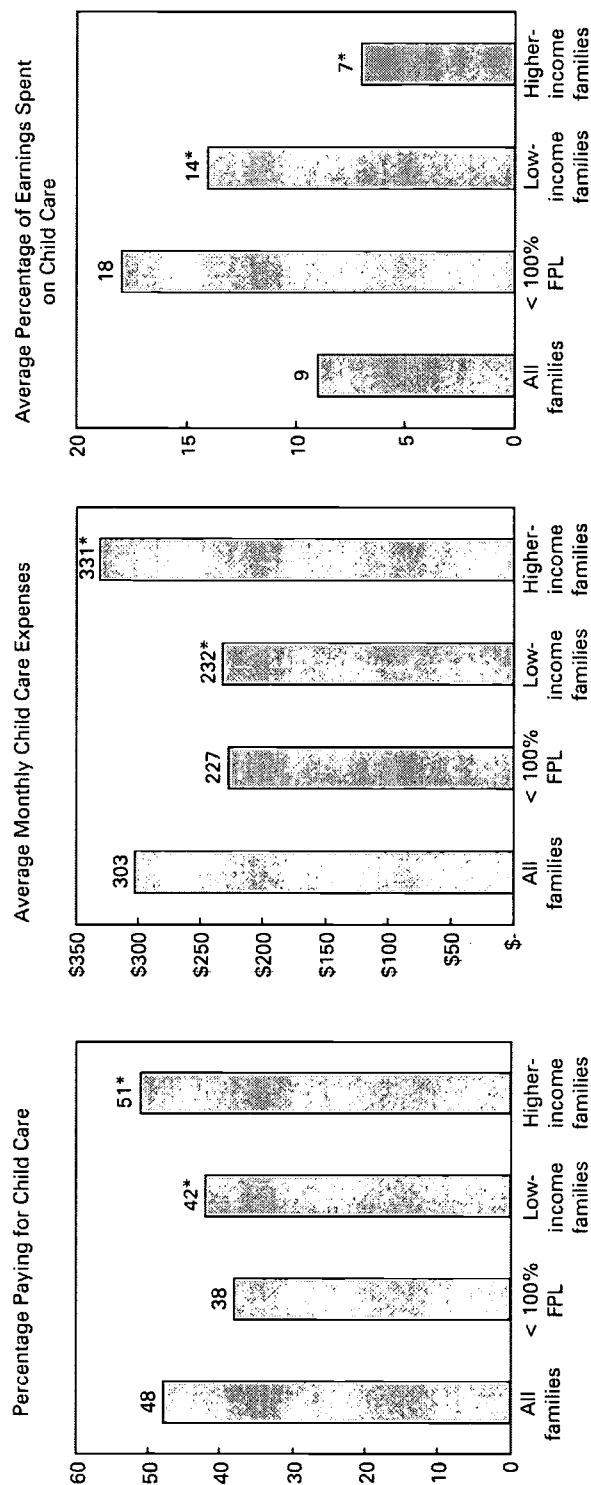 Percentage Paying for Child Care
60
50
40
30
20
10
0
48
38
42*
51*
All
families
< 100%
FPL
Low-
income
families
Higher-
income
families
Average Monthly Child Care Expenses
$350
$300
$250
$200
$150
$100
$50
$-
303
227
232*
331*
All
families
< 100%
FPL
Low-
income
families
Higher-
income
families
Average Percentage of Earnings Spent
on Child Care
20
15
10
5
0
9
18
14*
7*
All
families
< 100%
FPL
Low-
income
families
Higher-
income
families